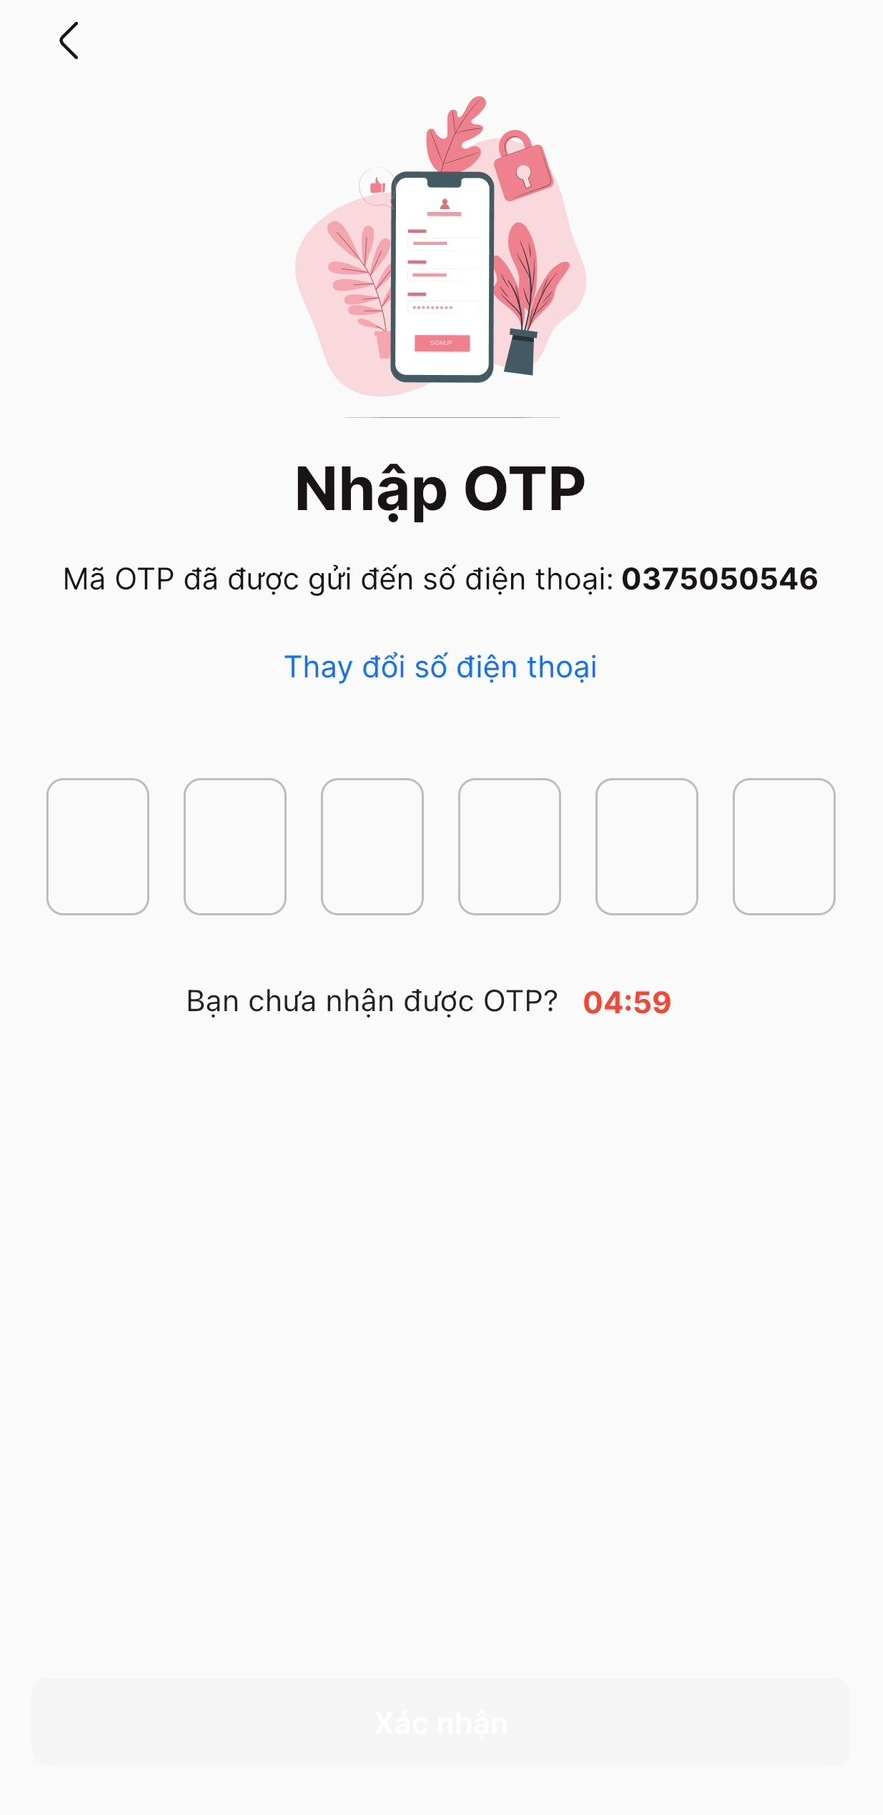 SIGNUP
Nhập OTP
Mã OTP đã được gửi đến số điện thoại: 0375050546
Thay đổi số điện thoại
Bạn chưa nhận được OTP? 04:59
Xác nhận